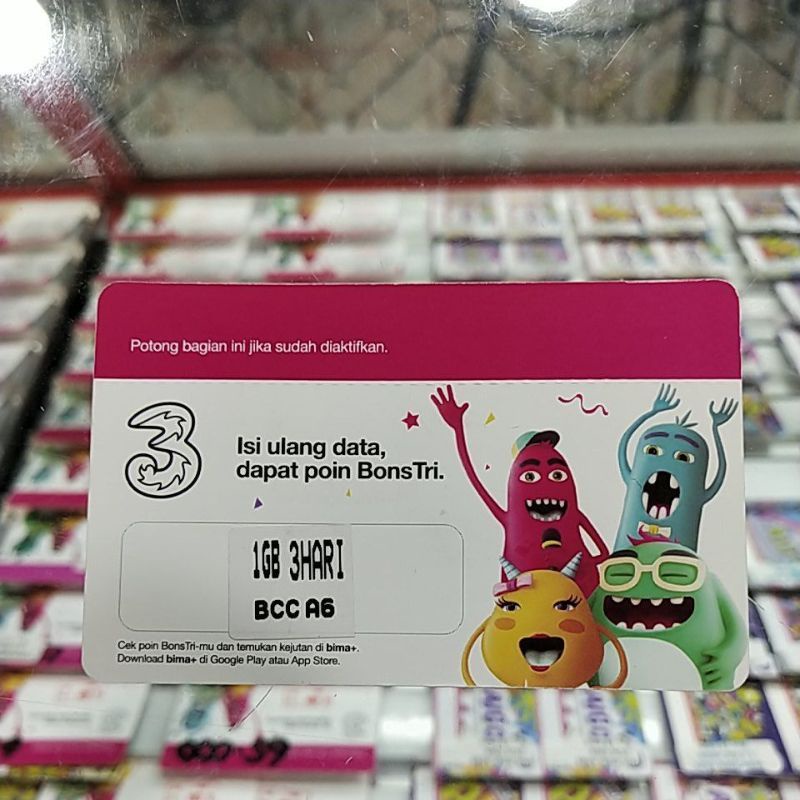 Potong bagian ini jika sudah diaktifkan.
3
Isi ulang data,
dapat poin BonsTri.
1GB 3HARI
BCC A6
Cek poin BonsTri-mu dan temukan kejutan di bima+.
Download bima+ di Google Play atau App Store.